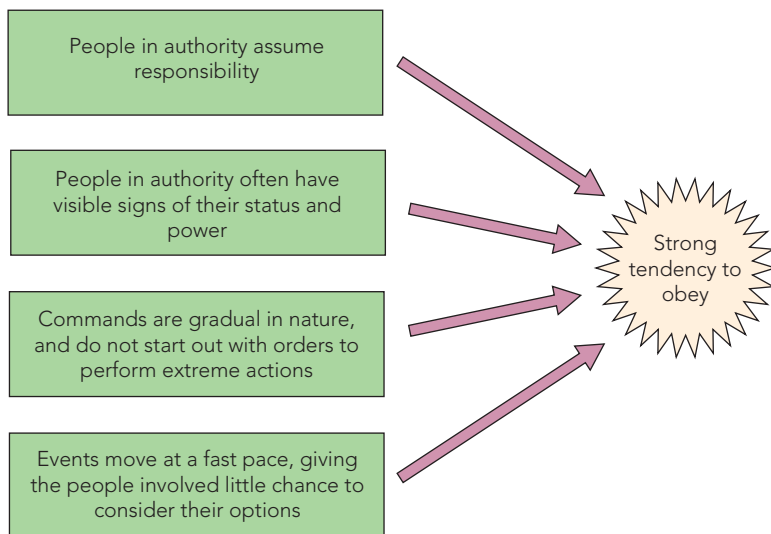 People in authority assume
responsibility
People in authority often have
visible signs of their status and
power
Commands are gradual in nature,
and do not start out with orders to
perform extreme actions
Events move at a fast pace, giving
the people involved little chance to
consider their options
Strong
tendency to
obey